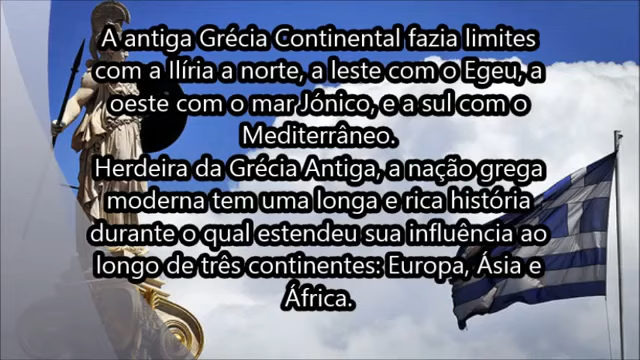 A antiga Grécia Continental fazia limites
com a Ilíria a norte, a leste com o Egeu, a
oeste com o mar Jónico, e a sul com o
Mediterrâneo.
Herdeira da Grécia Antiga, a nação grega
moderna tem uma longa e rica história
durante o qual estendeu sua influência ao
longo de três continentes: Europa, Ásia e
África.